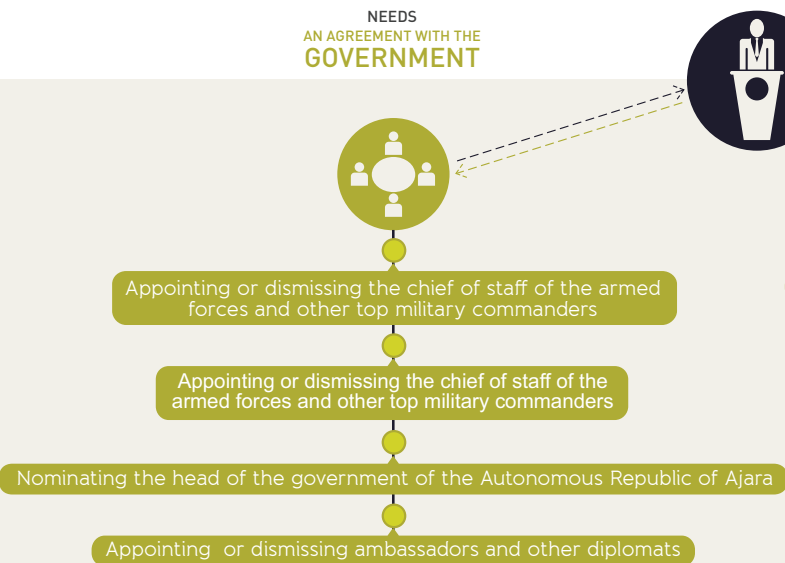 NEEDS
AN AGREEMENT WITH THE
GOVERNMENT
Appointing or dismissing the chief of staff of the armed
forces and other top military commanders
Appointing or dismissing the chief of staff of the
armed forces and other top military commanders
Nominating the head of the government of the Autonomous Republic of Ajara
Appointing or dismissing ambassadors and other diplomats